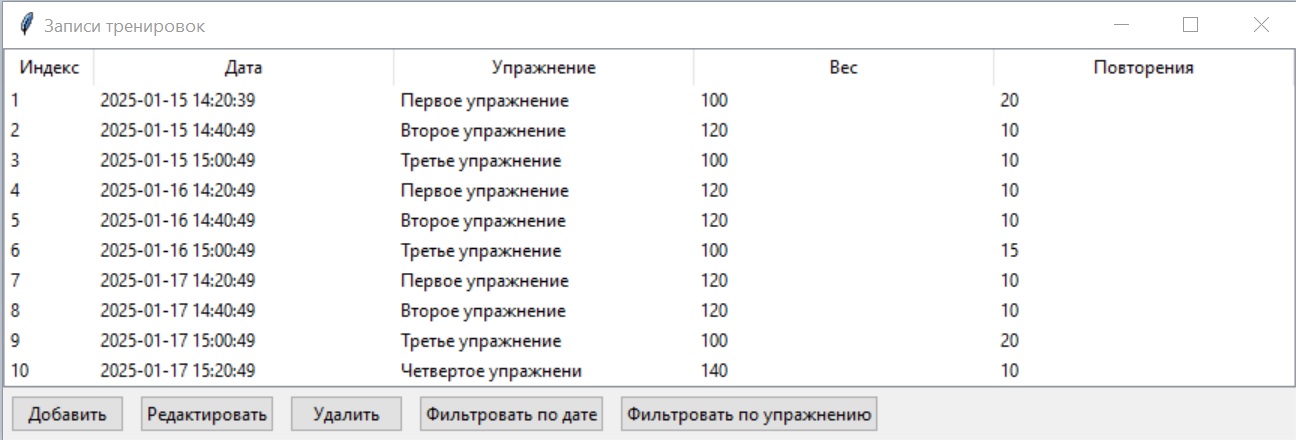 Записи тренировок
Индекс Дата Упражнение Вес Повторения
1 2025-01-15 14:20:39 Первое упражнение 100 20
2 2025-01-15 14:40:49 Второе упражнение 120 10
3 2025-01-15 15:00:49 Третье упражнение 100 10
4 2025-01-16 14:20:49 Первое упражнение 120 10
5 2025-01-16 14:40:49 Второе упражнение 120 10
6 2025-01-16 15:00:49 Третье упражнение 100 15
7 2025-01-17 14:20:49 Первое упражнение 120 10
8 2025-01-17 14:40:49 Второе упражнение 120 10
9 2025-01-17 15:00:49 Третье упражнение 100 20
10 2025-01-17 15:20:49 Четвертое упражнени 140 10
Добавить Редактировать Удалить Фильтровать по дате Фильтровать по упражнению